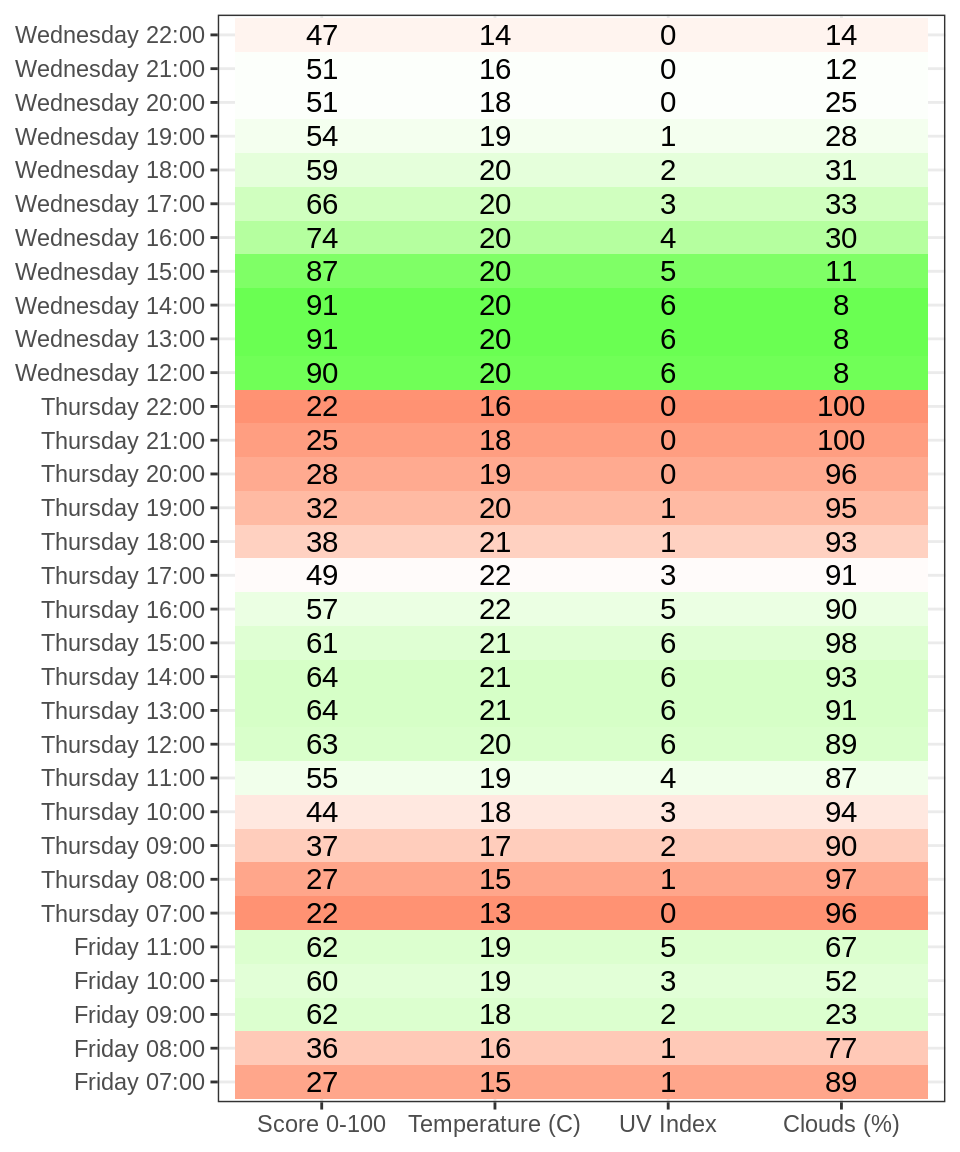 Wednesday 22:00 47 14 0 14
Wednesday 21:00 51 16 0 12
Wednesday 20:00 51 18 0 25
Wednesday 19:00 54 19 1 28
Wednesday 18:00 59 20 2 31
Wednesday 17:00 66 20 3 33
Wednesday 16:00 74 20 4 30
Wednesday 15:00 87 20 5 11
Wednesday 14:00 91 20 6 8
Wednesday 13:00 91 20 6 8
Wednesday 12:00 90 20 6 8
Thursday 22:00 22 16 0 100
Thursday 21:00 25 18 0 100
Thursday 20:00 28 19 0 96
Thursday 19:00 32 20 1 95
Thursday 18:00 38 21 1 93
Thursday 17:00 49 22 3 91
Thursday 16:00 57 22 5 90
Thursday 15:00 61 21 6 98
Thursday 14:00 64 21 6 93
Thursday 13:00 64 21 6 91
Thursday 12:00 63 20 6 89
Thursday 11:00 55 19 4 87
Thursday 10:00 44 18 3 94
Thursday 09:00 37 17 2 90
Thursday 08:00 27 15 1 97
Thursday 07:00 22 13 0 96
Friday 11:00 62 19 5 67
Friday 10:00 60 19 3 52
Friday 09:00 62 18 2 23
Friday 08:00 36 16 1 77
Friday 07:00 27 15 1 89
Score 0-100 Temperature (C) UV Index Clouds (%)